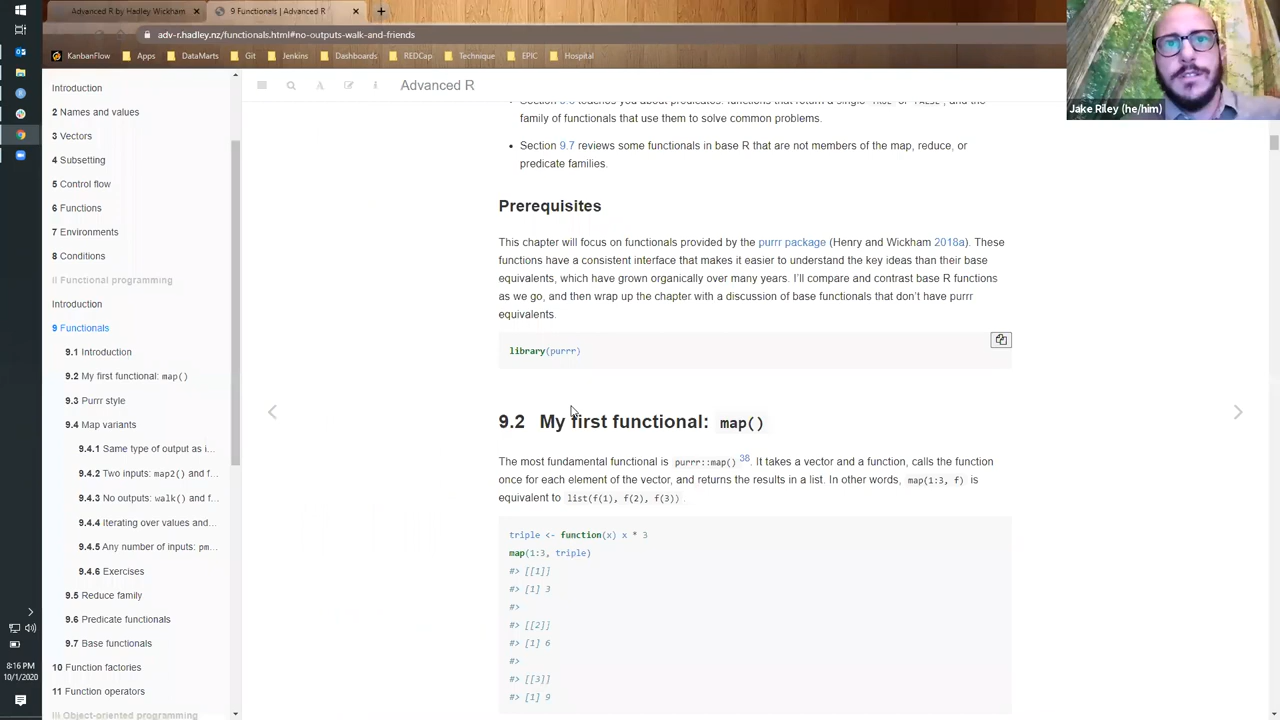 Advanced R by Hadley Wickham
9 Functionals | Advanced R
adv-r.hadley.nz/functionals.html#no-outputs-walk-and-friends
KanbanFlow
Apps
DataMarts
Git
Jenkins
Dashboards
REDCap
Technique
EPIC
Hospital
Jake Riley (he/him)
Introduction
2 Names and values
3 Vectors
4 Subsetting
5 Control flow
6 Functions
7 Environments
8 Conditions
II Functional programming
Introduction
9 Functionals
9.1 Introduction
9.2 My first functional: map()
9.3 Purrr style
9.4 Map variants
9.4.1 Same type of output as i...
9.4.2 Two inputs: map2() and f...
9.4.3 No outputs: walk() and f...
9.4.4 Iterating over values and...
9.4.5 Any number of inputs: pm...
9.4.6 Exercises
9.5 Reduce family
9.6 Predicate functionals
9.7 Base functionals
10 Function factories
11 Function operators
III Object-oriented programming
8:16 PM
10/1/2020
Advanced R
family of functionals that use them to solve common problems.
• Section 9.7 reviews some functionals in base R that are not members of the map, reduce, or
predicate families.
Prerequisites
This chapter will focus on functionals provided by the purrr package (Henry and Wickham 2018a). These
functions have a consistent interface that makes it easier to understand the key ideas than their base
equivalents, which have grown organically over many years. I'll compare and contrast base R functions
as we go, and then wrap up the chapter with a discussion of base functionals that don't have purrr
equivalents.
library(purrr)
9.2 My first functional: map()
The most fundamental functional is purrr::map() 38. It takes a vector and a function, calls the function
once for each element of the vector, and returns the results in a list. In other words, map(1:3, f) is
equivalent to list(f(1), f(2), f(3)).
triple <- function(x) x * 3
map(1:3, triple)
#> [[1]]
#> [1] 3
#>
#> [[2]]
#> [1] 6
#>
#> [[3]]
#> [1] 9